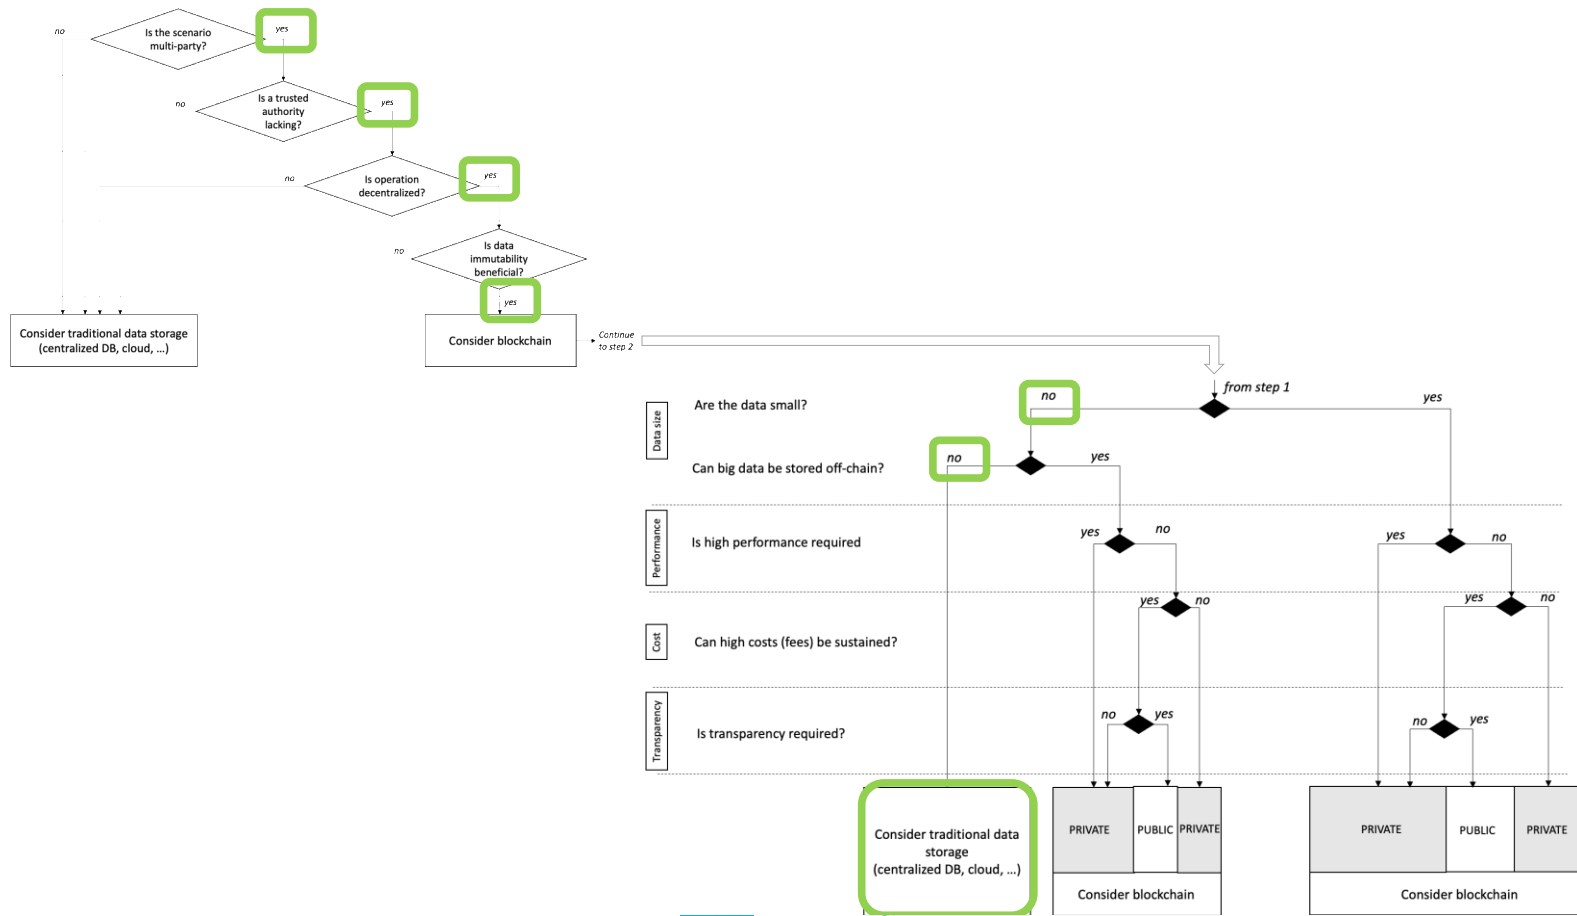 no
Is the scenario
multi-party?
yes
no
Is a trusted
authority
lacking?
yes
no
Is operation
decentralized?
yes
no
Is data
immutability
beneficial?
yes
Consider traditional data storage
(centralized DB, cloud, ...)
Consider blockchain
Continue
to step 2
from step 1
Data size
Are the data small?
no
yes
Can big data be stored off-chain?
no
yes
Performance
Is high performance required
yes
no
yes
no
Cost
Can high costs (fees) be sustained?
yes
no
yes
no
Transparency
Is transparency required?
no
yes
no
yes
Consider traditional data
storage
(centralized DB, cloud, ...)
PRIVATE
PUBLIC
PRIVATE
Consider blockchain
PRIVATE
PUBLIC
PRIVATE
Consider blockchain